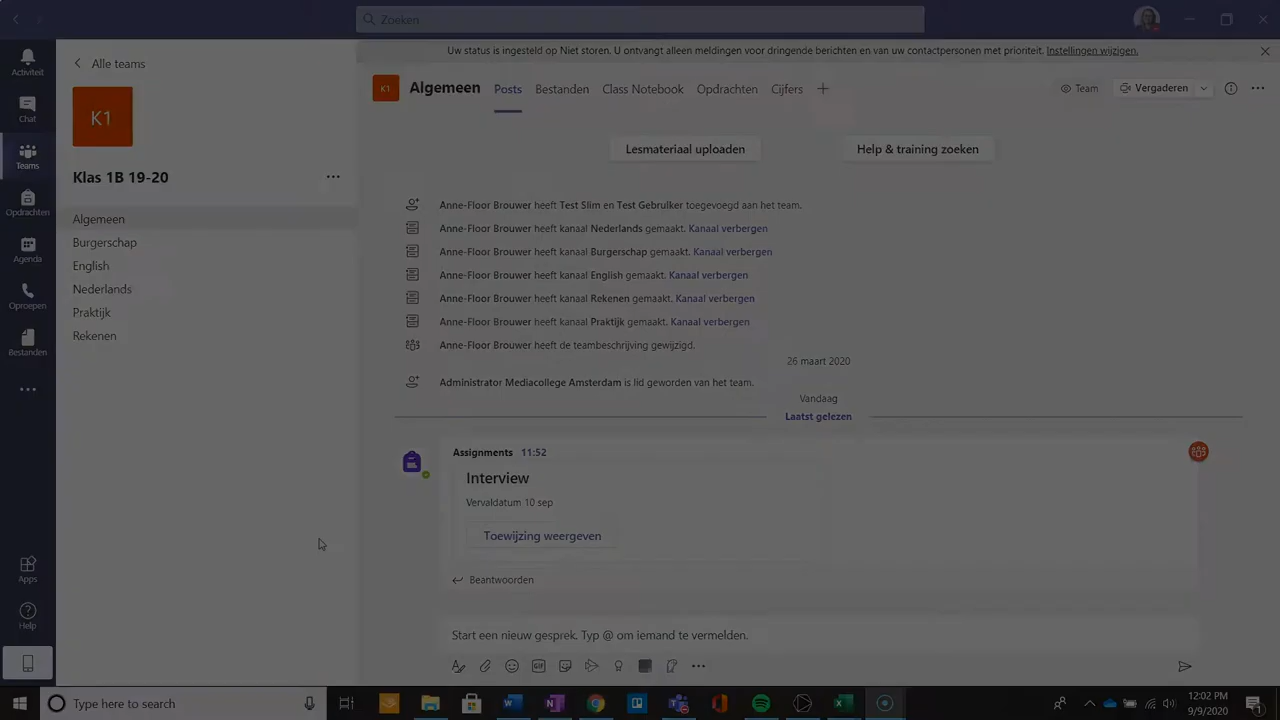 Zoeken
Uw status is ingesteld op Niet storen. U ontvangt alleen meldingen voor dringende berichten en van uw contactpersonen met prioriteit. Instellingen wijzigen.
Activiteit
Chat
Teams
Opdrachten
Agenda
Oproepen
Bestanden
Apps
Help
Alle teams
K1
Klas 1B 19-20
Algemeen
Burgerschap
English
Nederlands
Praktijk
Rekenen
K1 Algemeen Posts Bestanden Class Notebook Opdrachten Cijfers
Team Vergaderen
Lesmateriaal uploaden Help & training zoeken
Anne-Floor Brouwer heeft Test Slim en Test Gebruiker toegevoegd aan het team.
Anne-Floor Brouwer heeft kanaal Nederlands gemaakt. Kanaal verbergen
Anne-Floor Brouwer heeft kanaal Burgerschap gemaakt. Kanaal verbergen
Anne-Floor Brouwer heeft kanaal English gemaakt. Kanaal verbergen
Anne-Floor Brouwer heeft kanaal Rekenen gemaakt. Kanaal verbergen
Anne-Floor Brouwer heeft kanaal Praktijk gemaakt. Kanaal verbergen
Anne-Floor Brouwer heeft de teambeschrijving gewijzigd.
26 maart 2020
Administrator Mediacollege Amsterdam is lid geworden van het team.
Vandaag
Laatst gelezen
Assignments 11:52
Interview
Vervaldatum 10 sep
Toewijzing weergeven
Beantwoorden
Start een nieuw gesprek. Typ @ om iemand te vermelden.
GIF
Type here to search
12:02 PM
9/9/2020